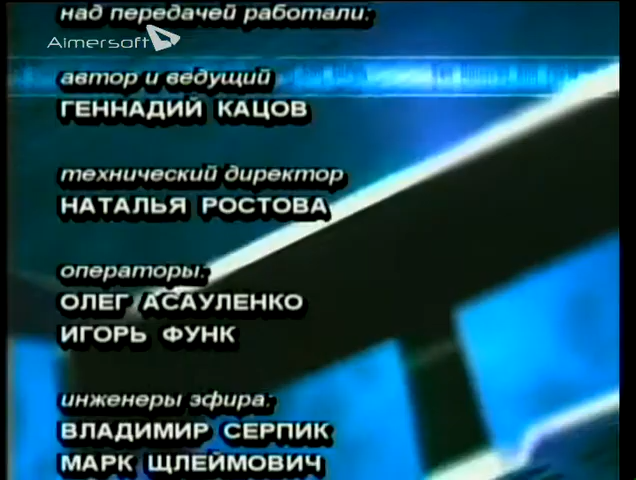 над передачей работали:
Aimersoft
автор и ведущий
ГЕННАДИЙ КАЦОВ
технический директор
НАТАЛЬЯ РОСТОВА
операторы:
ОЛЕГ АСАУЛЕНКО
ИГОРЬ ФУНК
инженеры эфира:
ВЛАДИМИР СЕРПИК
МАРК ЩЛЕЙМОВИЧ